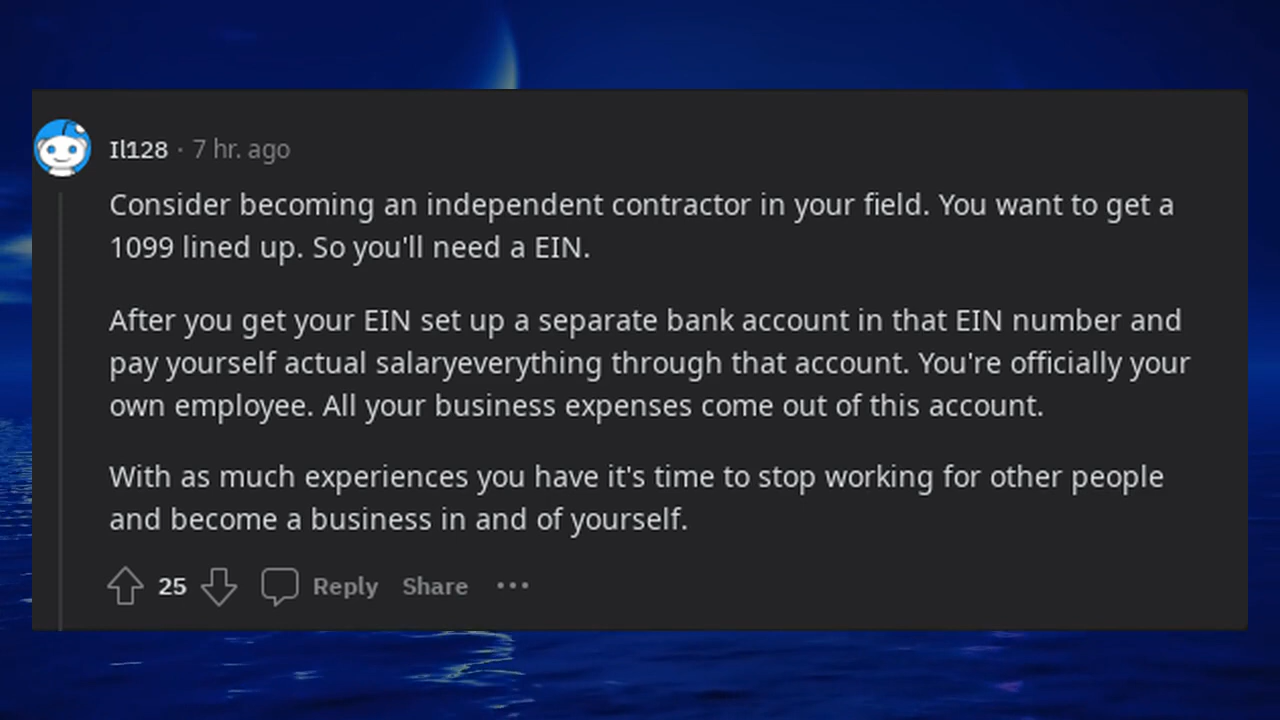 Il128 · 7 hr. ago
Consider becoming an independent contractor in your field. You want to get a
1099 lined up. So you'll need a EIN.
After you get your EIN set up a separate bank account in that EIN number and
pay yourself actual salaryeverything through that account. You're officially your
own employee. All your business expenses come out of this account.
With as much experiences you have it's time to stop working for other people
and become a business in and of yourself.
25 Reply Share ...